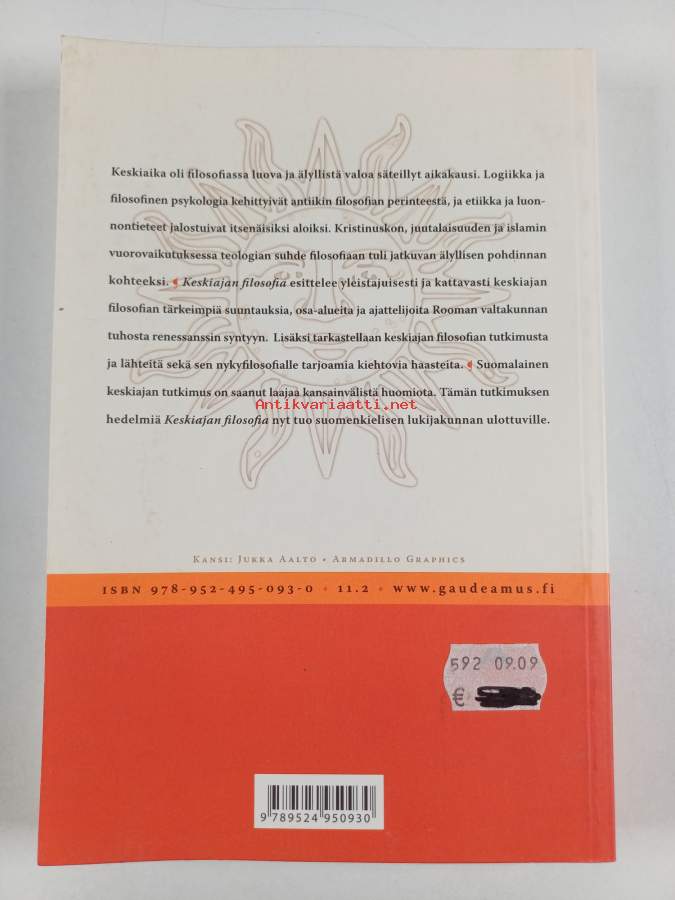 Keskiaika oli filosofiassa luova ja älyllistä valoa säteillyt aikakausi. Logiikka ja
filosofinen psykologia kehittyivät antiikin filosofian perinteestä, ja etiikka ja luon-
nontieteet jalostuivat itsenäisiksi aloiksi. Kristinuskon, juutalaisuuden ja islamin
vuorovaikutuksessa teologian suhde filosofiaan tuli jatkuvan älyllisen pohdinnan
kohteeksi. Keskiajan filosofia esittelee yleistajuisesti ja kattavasti keskiajan
filosofian tärkeimpiä suuntauksia, osa-alueita ja ajattelijoita Rooman valtakunnan
tuhosta renessanssin syntyyn. Lisäksi tarkastellaan keskiajan filosofian tutkimusta
ja lähteitä sekä sen nykyfilosofialle tarjoamia kiehtovia haasteita. Suomalainen
keskiajan tutkimus on saanut laajaa kansainvälistä huomiota. Tämän tutkimuksen
Antikvariaatti.net
hedelmiä Keskiajan filosofia nyt tuo suomenkielisen lukijakunnan ulottuville.
Kansi: Jukka Aalto • Armadillo Graphics
ISBN 978-952-495-093-0 • 11.2 • www.gaudeamus.fi
592 09.09
€
9 789524 950930